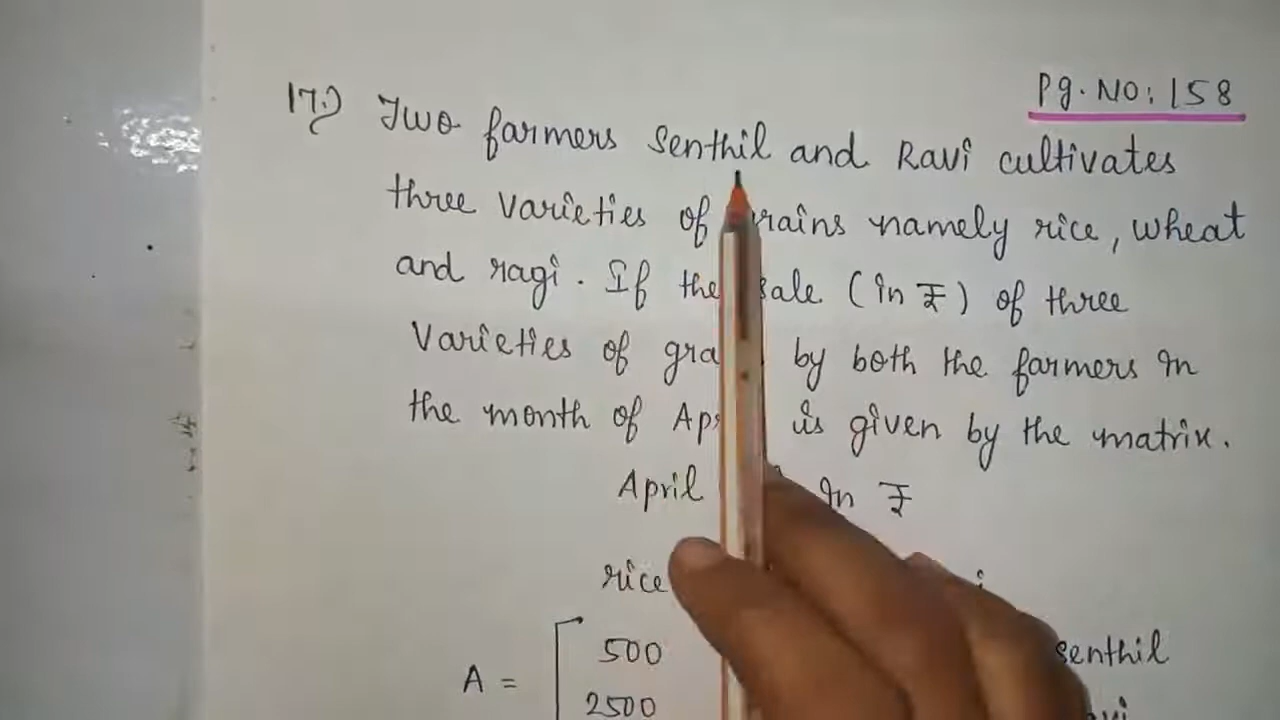 Pg. No: 158
17.) Two farmers Senthil and Ravi cultivates
three varieties of rains namely rice, wheat
and ragi. If the sale (in ₹) of three
Varieties of gra by both the farmers in
the month of Ap is given by the matrix.
April in ₹
rice
500 senthil
A =
2500